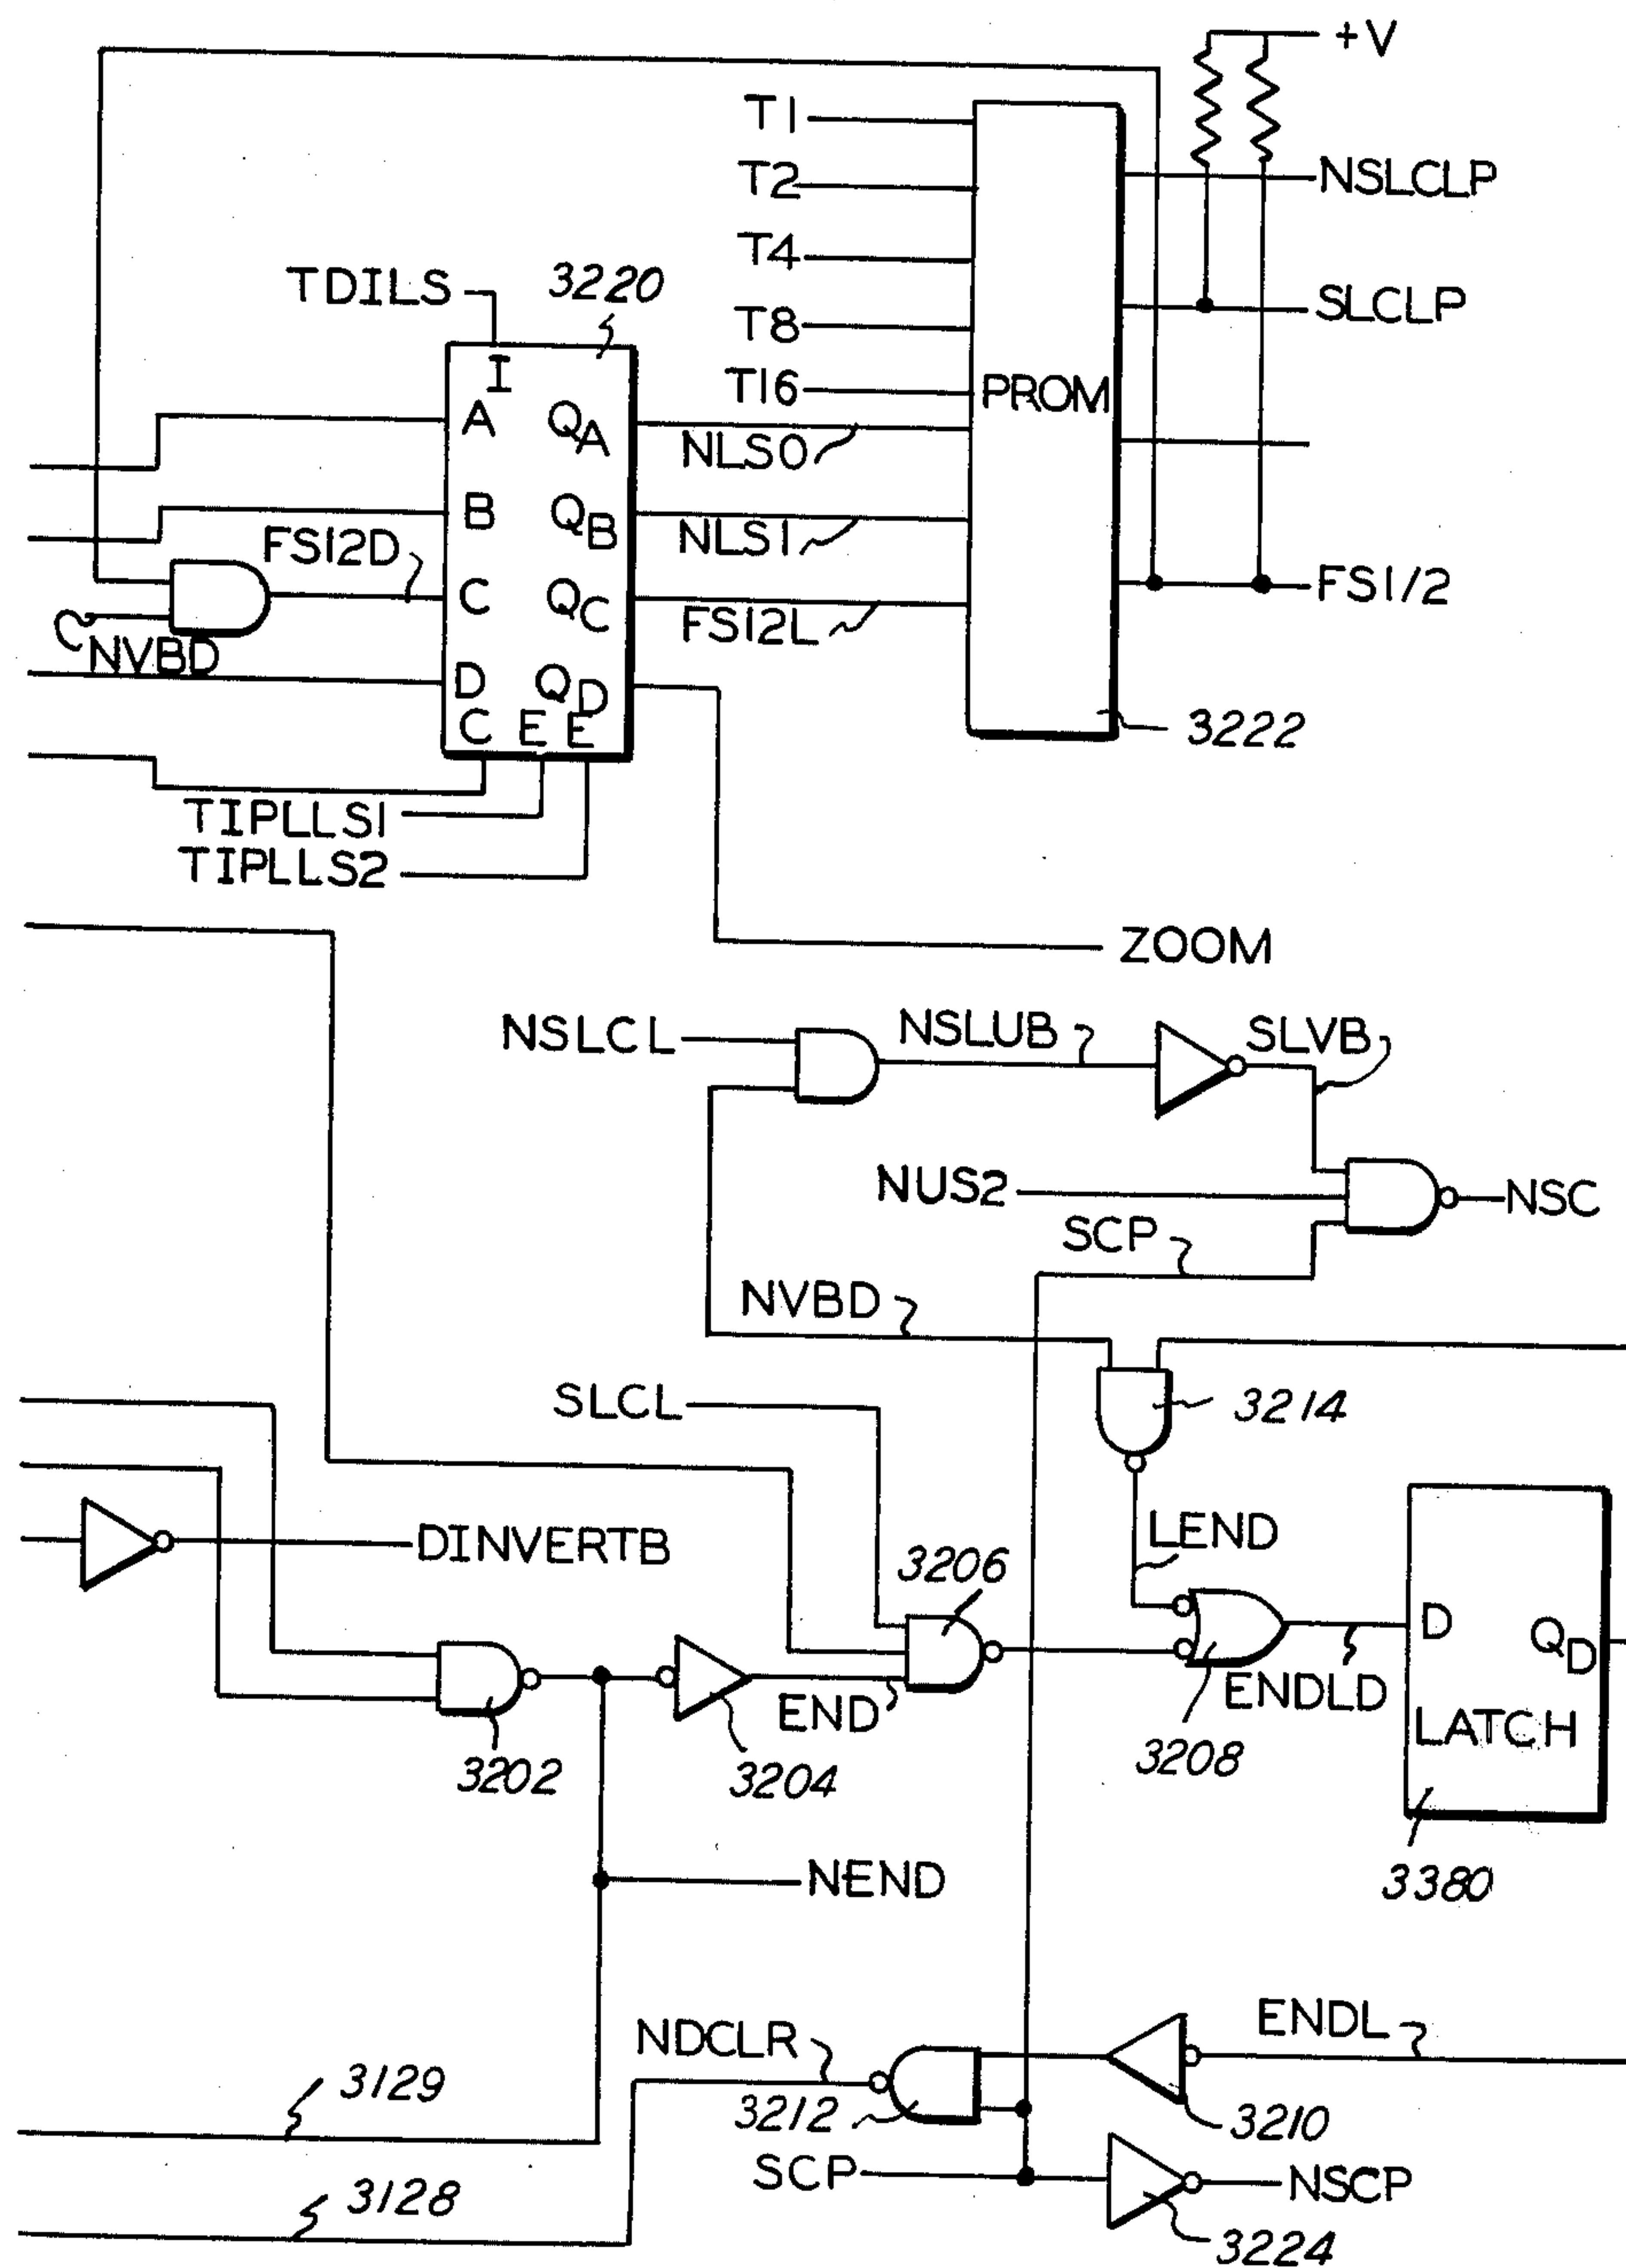 +V
T1
NSLCLP
T2
T4
TDILS
3220
SLCLP
T8
I
T16
PROM
A
QA
NLS0
B
QB
FS12D
NLS1
C
QC
FS1/2
FS12L
NVBD
D
QD
C E E
3222
TIPLLS1
TIPLLS2
ZOOM
NSLCL
NSLUB
SLVB
NUS2
NSC
SCP
NVBD
SLCL
3214
DINVERTB
LEND
3206
D
QD
END
ENDLD
LATCH
3202
3204
3208
NEND
3380
ENDL
NDCLR
3129
3212
3210
SCP
NSCP
3128
3224